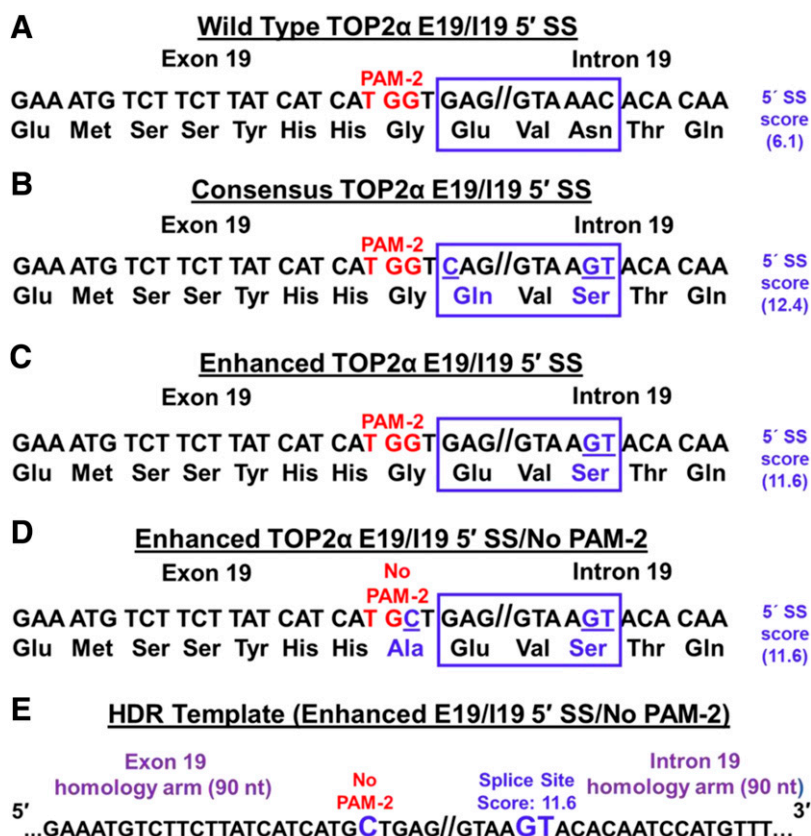 A
Wild Type TOP2α E19/I19 5′ SS
Exon 19 Intron 19
PAM-2
GAA ATG TCT TCT TAT CAT CAT GGT GAG//GTA AAC ACA CAA
Glu Met Ser Ser Tyr His His Gly Glu Val Asn Thr Gln
5′ SS
score
(6.1)
B
Consensus TOP2α E19/I19 5′ SS
Exon 19 Intron 19
PAM-2
GAA ATG TCT TCT TAT CAT CAT GGT CAG//GTA AGT ACA CAA
Glu Met Ser Ser Tyr His His Gly Gln Val Ser Thr Gln
5′ SS
score
(12.4)
C
Enhanced TOP2α E19/I19 5′ SS
Exon 19 Intron 19
PAM-2
GAA ATG TCT TCT TAT CAT CAT GGT GAG//GTA AGT ACA CAA
Glu Met Ser Ser Tyr His His Gly Glu Val Ser Thr Gln
5′ SS
score
(11.6)
D
Enhanced TOP2α E19/I19 5′ SS/No PAM-2
Exon 19 Intron 19
No
PAM-2
GAA ATG TCT TCT TAT CAT CAT GCT GAG//GTA AGT ACA CAA
Glu Met Ser Ser Tyr His His Ala Glu Val Ser Thr Gln
5′ SS
score
(11.6)
E
HDR Template (Enhanced E19/I19 5′ SS/No PAM-2)
Exon 19
homology arm (90 nt)
No
PAM-2
Splice Site
Score: 11.6
Intron 19
homology arm (90 nt)
5′ 3′
...GAAATGTCTTCTTATCATCATGCTGAG//GTAAGTACACAATCCATGTTT...